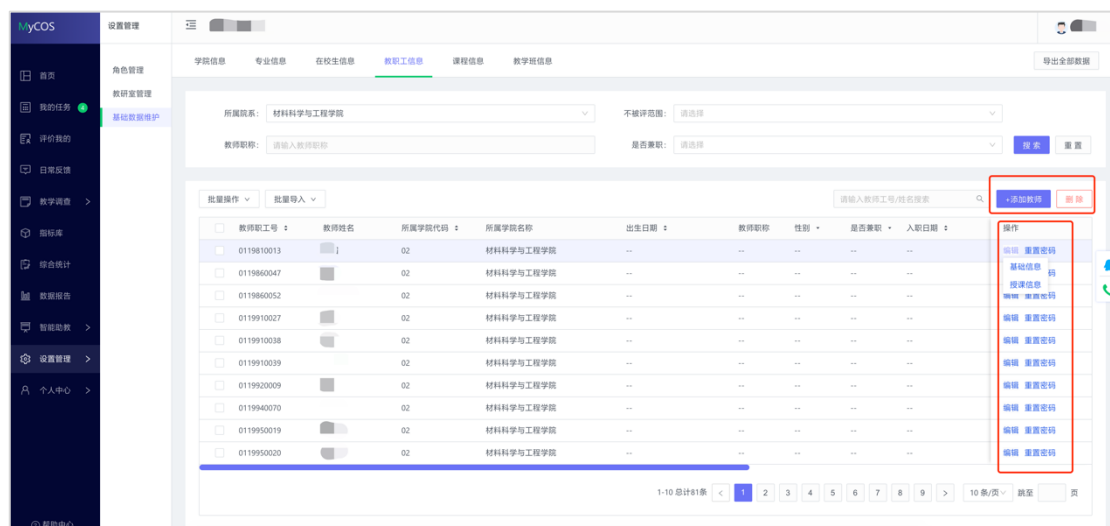 MyCOS
设置管理
首页
我的任务 4
评价我的
日常反馈
教学调查
指标库
综合统计
数据报告
智能助教
设置管理
个人中心
帮助中心
角色管理
教研室管理
基础数据维护
学院信息 专业信息 在校生信息 教职工信息 课程信息 教学班信息 导出全部数据
所属院系: 材料科学与工程学院 不被评范围: 请选择
教师职称: 请输入教师职称 是否兼职: 请选择 搜索 重置
批量操作 批量导入 请输入教师工号/姓名搜索 +添加教师 删除
教师职工号 教师姓名 所属学院代码 所属学院名称 出生日期 教师职称 性别 是否兼职 入职日期 操作
0119810013 02 材料科学与工程学院 -- -- -- -- -- 编辑 重置密码
0119860047 02 材料科学与工程学院 -- -- -- -- -- 基础信息 码
0119860052 02 材料科学与工程学院 -- -- -- -- -- 授课信息 编辑 重置密码
0119910027 02 材料科学与工程学院 -- -- -- -- -- 编辑 重置密码
0119910038 02 材料科学与工程学院 -- -- -- -- -- 编辑 重置密码
0119910039 02 材料科学与工程学院 -- -- -- -- -- 编辑 重置密码
0119920009 02 材料科学与工程学院 -- -- -- -- -- 编辑 重置密码
0119940070 02 材料科学与工程学院 -- -- -- -- -- 编辑 重置密码
0119950019 02 材料科学与工程学院 -- -- -- -- -- 编辑 重置密码
0119950020 02 材料科学与工程学院 -- -- -- -- -- 编辑 重置密码
1-10 总计81条 < 1 2 3 4 5 6 7 8 9 > 10 条/页 跳至 页